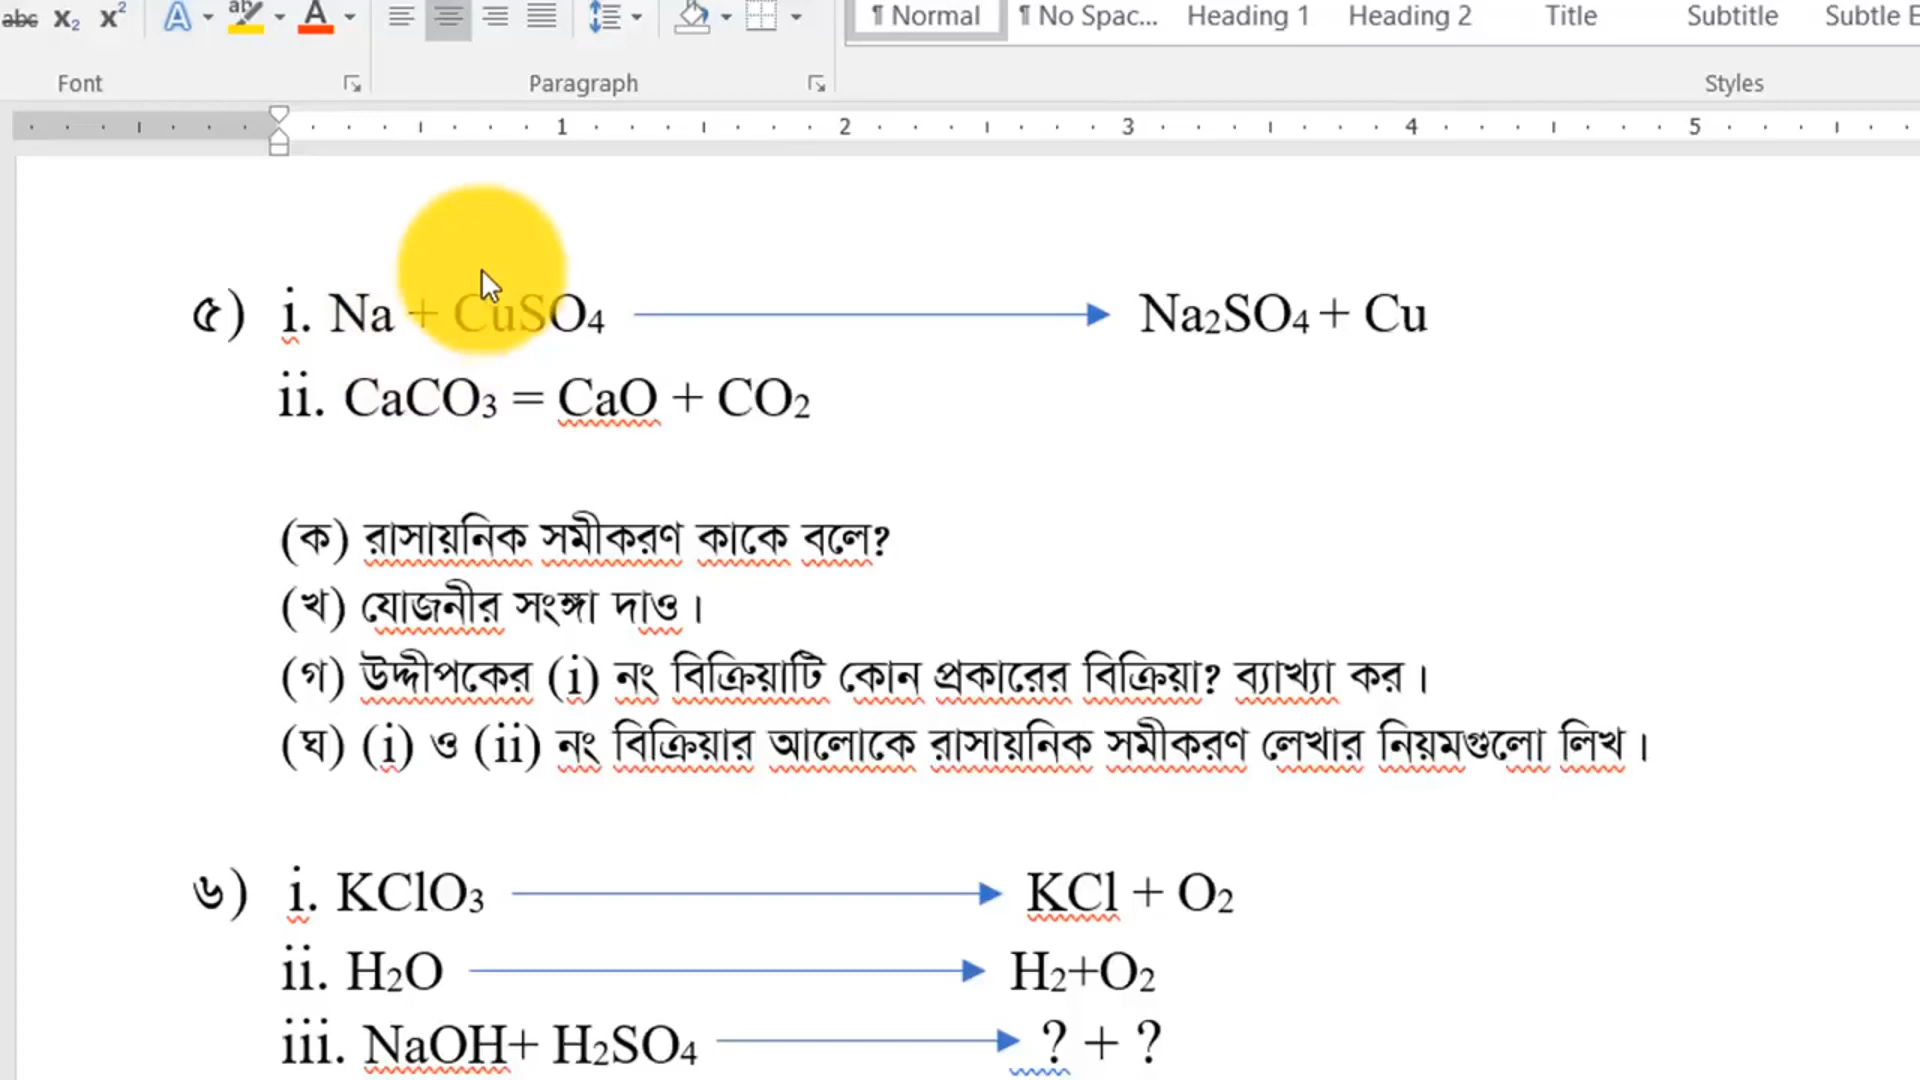 abc X₂ X² A ab A ¶ Normal ¶ No Spac... Heading 1 Heading 2 Title Subtitle Subtle E
Font Paragraph Styles
1 2 3 4 5
৫) i. Na + CuSO₄ → Na₂SO₄ + Cu
ii. CaCO₃ = CaO + CO₂
(ক) রাসায়নিক সমীকরণ কাকে বলে?
(খ) যোজনীর সংঙ্গা দাও।
(গ) উদ্দীপকের (i) নং বিক্রিয়াটি কোন প্রকারের বিক্রিয়া? ব্যাখ্যা কর।
(ঘ) (i) ও (ii) নং বিক্রিয়ার আলোকে রাসায়নিক সমীকরণ লেখার নিয়মগুলো লিখ।
৬) i. KClO₃ → KCl + O₂
ii. H₂O → H₂+O₂
iii. NaOH+ H₂SO₄ → ? + ?